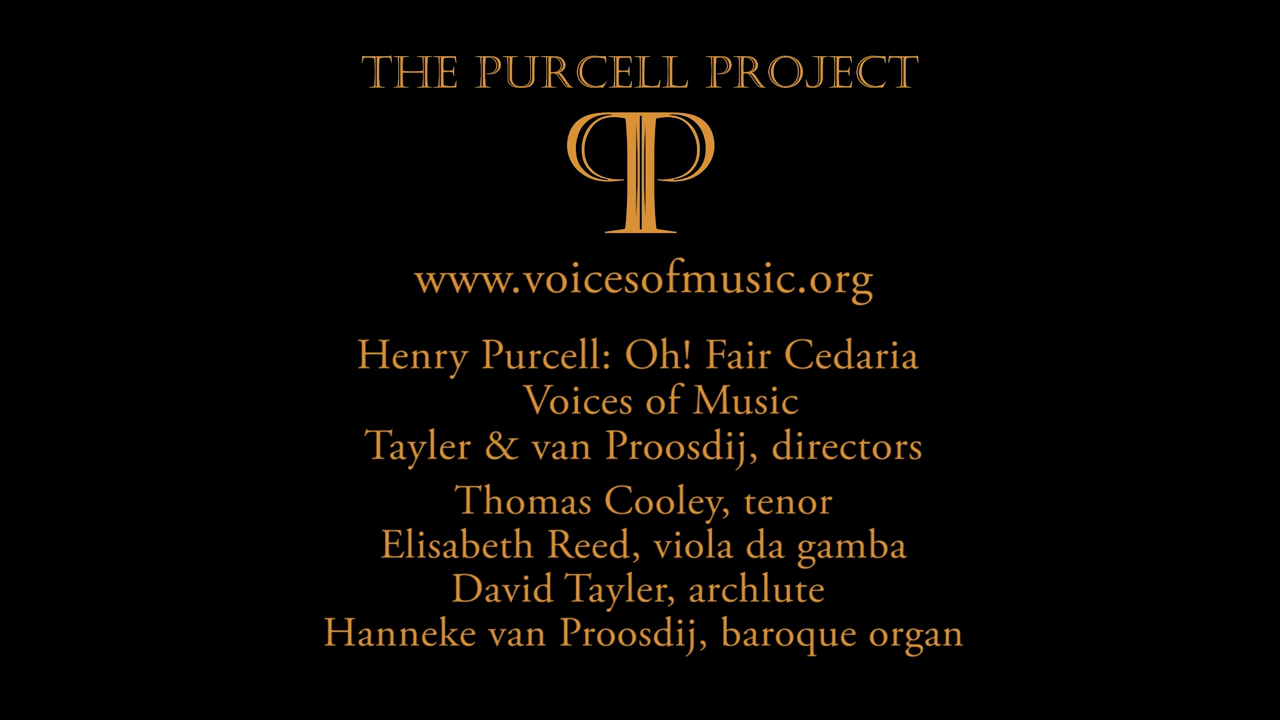 THE PURCELL PROJECT
www.voicesofmusic.org
Henry Purcell: Oh! Fair Cedaria
Voices of Music
Tayler & van Proosdij, directors
Thomas Cooley, tenor
Elisabeth Reed, viola da gamba
David Tayler, archlute
Hanneke van Proosdij, baroque organ